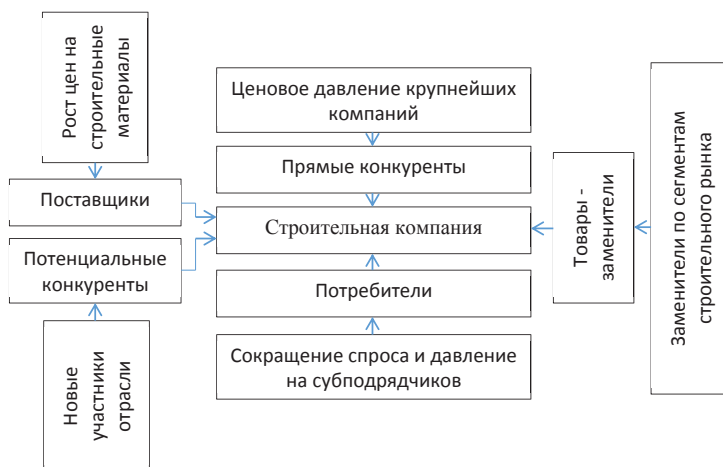 Рост цен на
строительные
материалы
Ценовое давление крупнейших
компаний
Прямые конкуренты
Поставщики
Строительная компания
Потенциальные
конкуренты
Потребители
Сокращение спроса и давление
на субподрядчиков
Новые
участники
отрасли
Товары -
заменители
Заменители по сегментам
строительного рынка